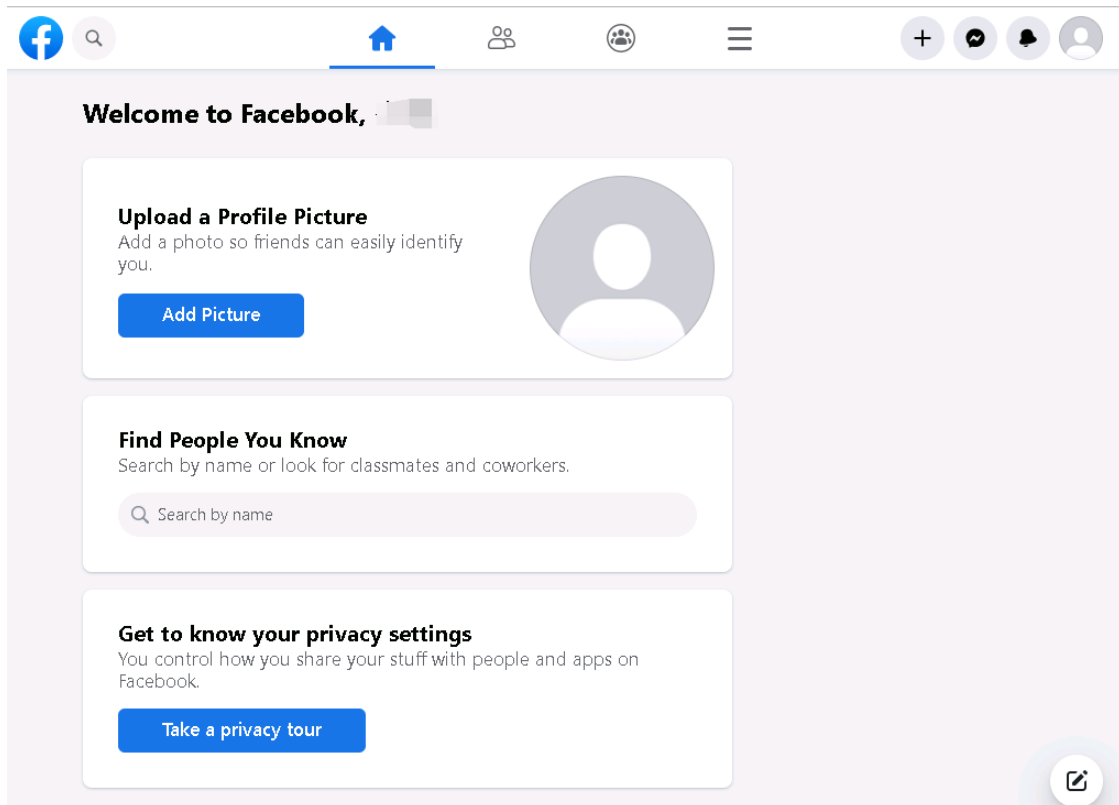 Welcome to Facebook,
Upload a Profile Picture
Add a photo so friends can easily identify
you.
Add Picture
Find People You Know
Search by name or look for classmates and coworkers.
Search by name
Get to know your privacy settings
You control how you share your stuff with people and apps on
Facebook.
Take a privacy tour